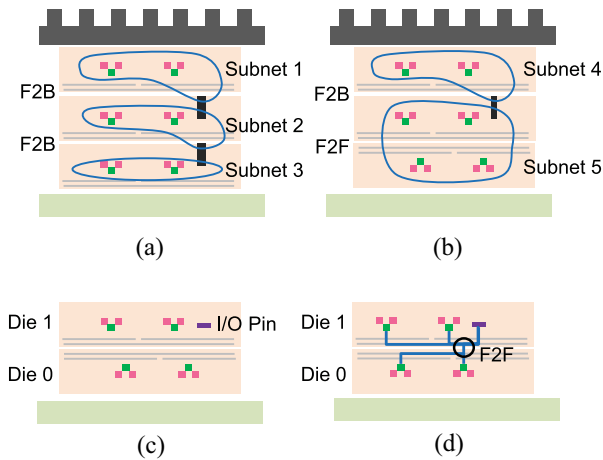 Subnet 1
F2B
Subnet 2
F2B
Subnet 3
(a)
Subnet 4
F2B
F2F
Subnet 5
(b)
Die 1
I/O Pin
Die 0
(c)
Die 1
F2F
Die 0
(d)